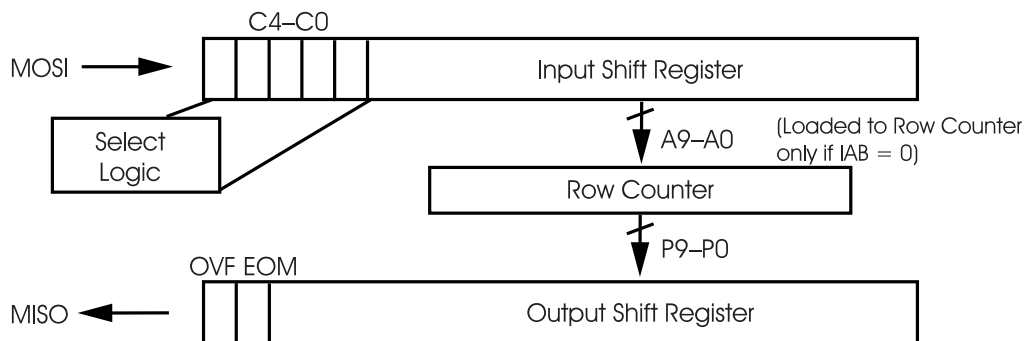 C4–C0
MOSI
Input Shift Register
Select
Logic
A9–A0
(Loaded to Row Counter
only if IAB = 0)
Row Counter
P9–P0
OVF EOM
MISO
Output Shift Register